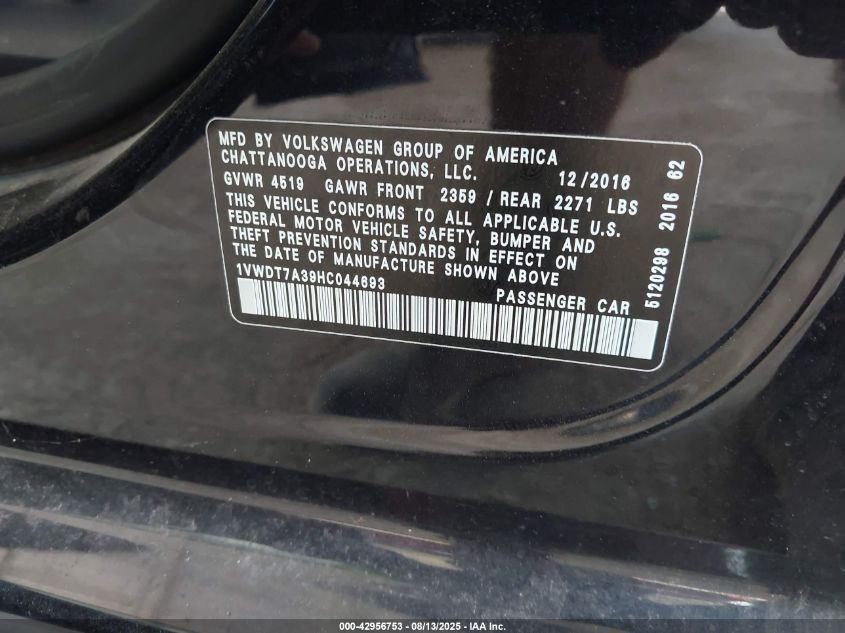 MFD BY VOLKSWAGEN GROUP OF AMERICA
CHATTANOOGA OPERATIONS, LLC. 12/2016
GVWR 4519 GAWR FRONT 2359 / REAR 2271 LBS
THIS VEHICLE CONFORMS TO ALL APPLICABLE U.S.
FEDERAL MOTOR VEHICLE SAFETY, BUMPER AND
THEFT PREVENTION STANDARDS IN EFFECT ON
THE DATE OF MANUFACTURE SHOWN ABOVE
1VWDT7A39HC044693 PASSENGER CAR
5120298 2016 62
000-42956753 - 08/13/2025 - IAA Inc.